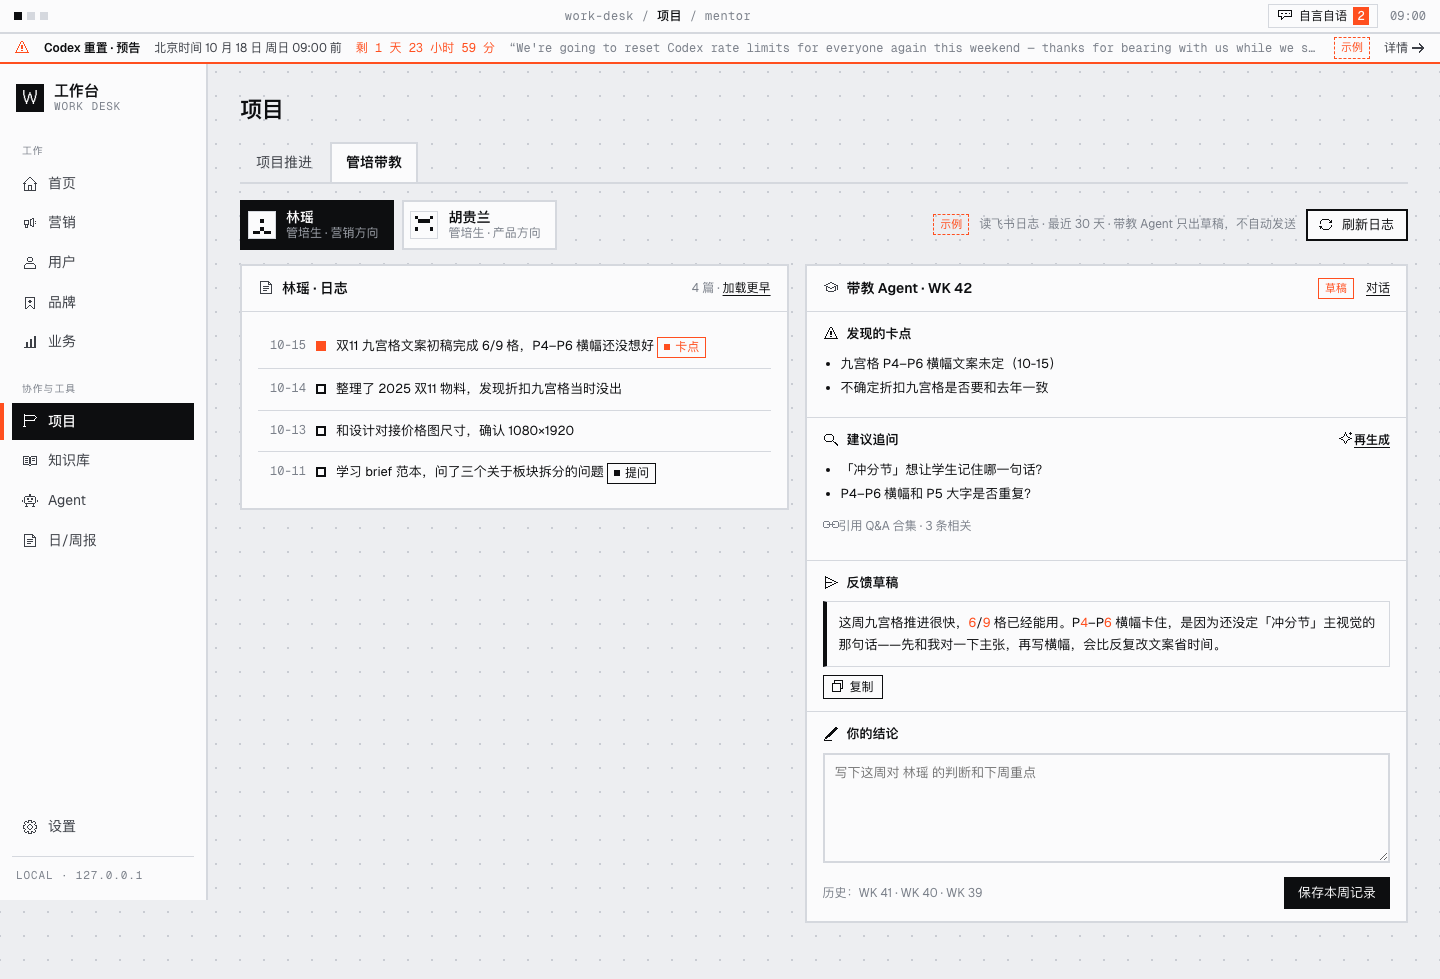 work-desk / 项目 / mentor
自言自语 2
09:00
Codex 重置 · 预告 北京时间 10 月 18 日 周日 09:00 前 剩 1 天 23 小时 59 分 “We're going to reset Codex rate limits for everyone again this weekend — thanks for bearing with us while we s… 示例 详情
W
工作台
WORK DESK
工作
首页
营销
用户
品牌
业务
协作与工具
项目
知识库
Agent
日/周报
设置
LOCAL · 127.0.0.1
项目
项目推进 管培带教
林瑶
管培生 · 营销方向
胡贵兰
管培生 · 产品方向
示例 读飞书日志 · 最近 30 天 · 带教 Agent 只出草稿，不自动发送 刷新日志
林瑶 · 日志 4 篇 · 加载更早
10-15 双11 九宫格文案初稿完成 6/9 格，P4–P6 横幅还没想好 卡点
10-14 整理了 2025 双11 物料，发现折扣九宫格当时没出
10-13 和设计对接价格图尺寸，确认 1080×1920
10-11 学习 brief 范本，问了三个关于板块拆分的问题 提问
带教 Agent · WK 42 草稿 对话
发现的卡点
九宫格 P4–P6 横幅文案未定（10-15）
不确定折扣九宫格是否要和去年一致
建议追问 再生成
「冲分节」想让学生记住哪一句话？
P4–P6 横幅和 P5 大字是否重复？
引用 Q&A 合集 · 3 条相关
反馈草稿
这周九宫格推进很快，6/9 格已经能用。P4–P6 横幅卡住，是因为还没定「冲分节」主视觉的
那句话——先和我对一下主张，再写横幅，会比反复改文案省时间。
复制
你的结论
写下这周对 林瑶 的判断和下周重点
历史：WK 41 · WK 40 · WK 39
保存本周记录